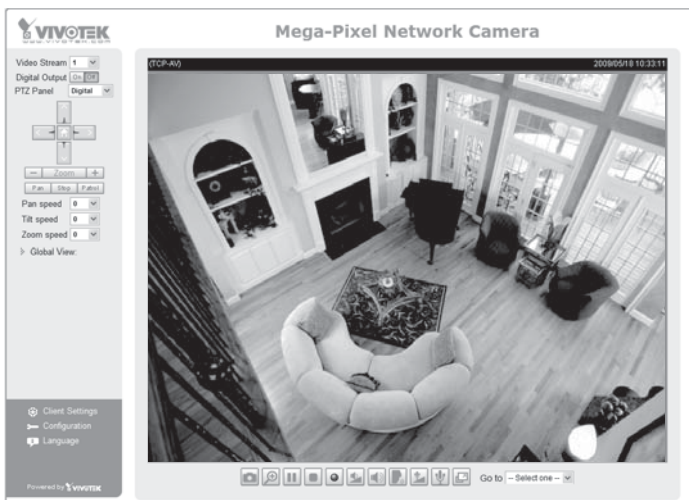 VIVOTEK
www.vivotek.com
Mega-Pixel Network Camera
Video Stream 1
Digital Output On Off
PTZ Panel Digital
− Zoom +
Pan Stop Patrol
Pan speed 0
Tilt speed 0
Zoom speed 0
Global View:
Client Settings
Configuration
Language
Powered by VIVOTEK
(TCP-AV) 2009/05/18 10:33:11
Go to -- Select one --